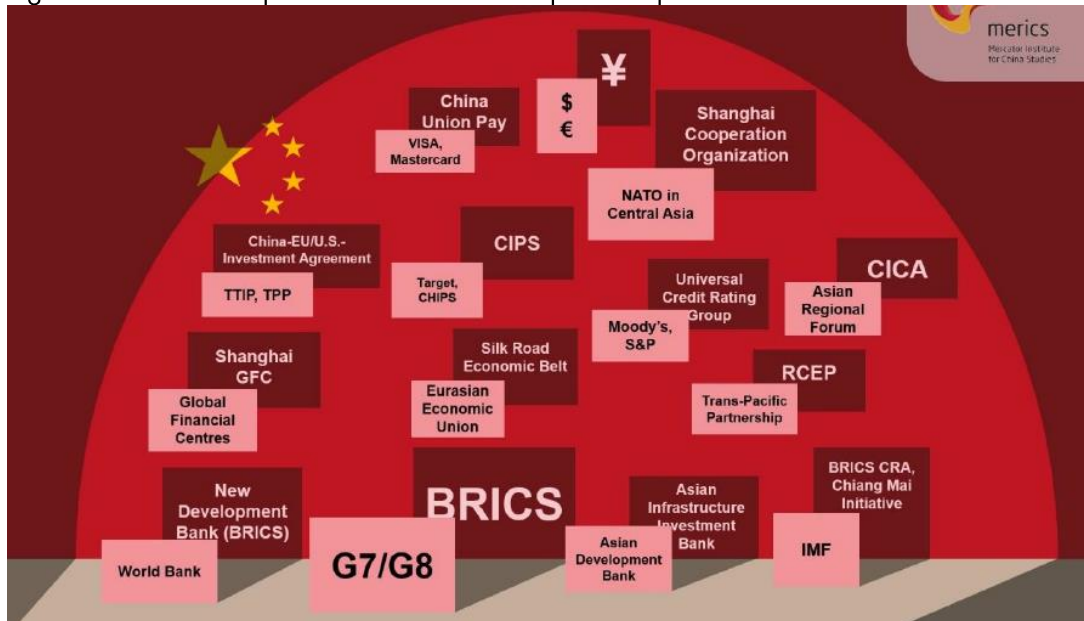 merics
Mercator Institute
for China Studies
¥
$
€
China
Union Pay
VISA,
Mastercard
Shanghai
Cooperation
Organization
NATO in
Central Asia
China-EU/U.S.-
Investment Agreement
TTIP, TPP
CIPS
Target,
CHIPS
Universal
Credit Rating
Group
Moody's,
S&P
CICA
Asian
Regional
Forum
Shanghai
GFC
Global
Financial
Centres
Silk Road
Economic Belt
Eurasian
Economic
Union
RCEP
Trans-Pacific
Partnership
New
Development
Bank (BRICS)
World Bank
BRICS
G7/G8
Asian
Infrastructure
Investment
Bank
Asian
Development
Bank
BRICS CRA,
Chiang Mai
Initiative
IMF